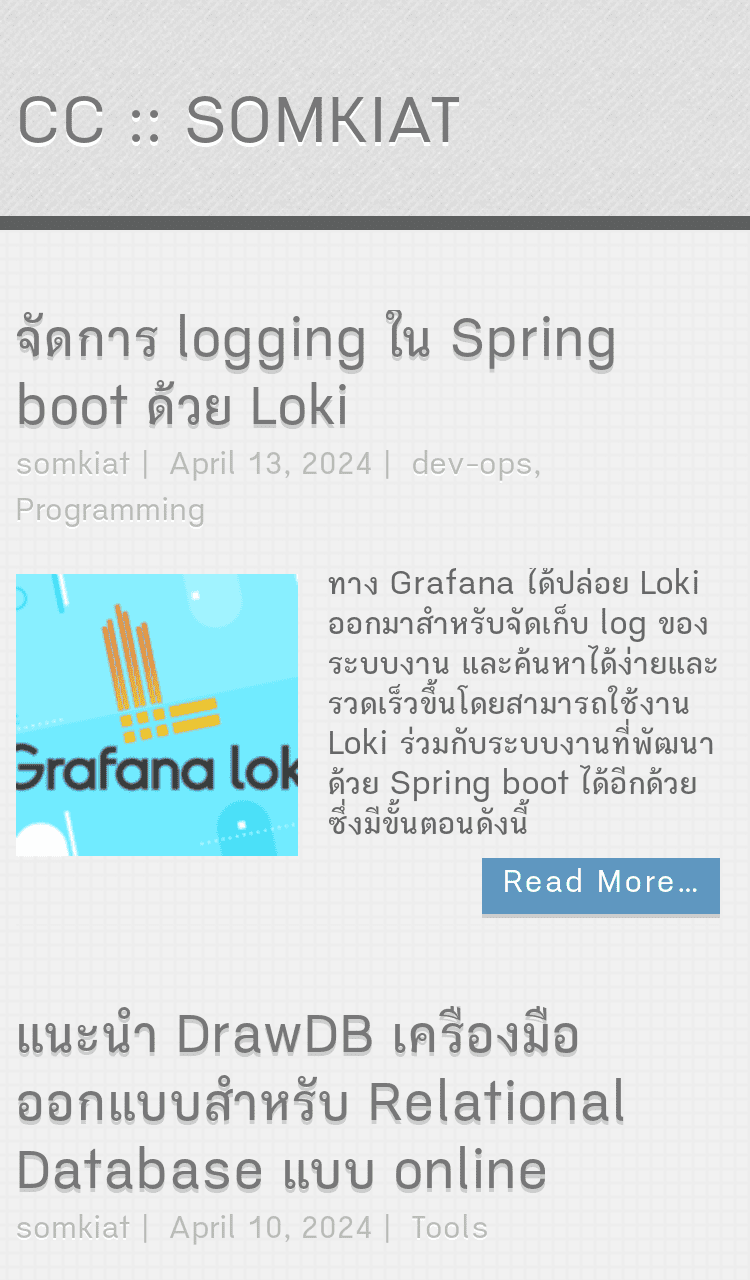 CC :: SOMKIAT
จัดการ logging ใน Spring
boot ด้วย Loki
somkiat | April 13, 2024 | dev-ops,
Programming
ทาง Grafana ได้ปล่อย Loki
ออกมาสำหรับจัดเก็บ log ของ
ระบบงาน และค้นหาได้ง่ายและ
รวดเร็วขึ้นโดยสามารถใช้งาน
Loki ร่วมกับระบบงานที่พัฒนา
ด้วย Spring boot ได้อีกด้วย
ซึ่งมีขั้นตอนดังนี้
Grafana lok
Read More...
แนะนำ DrawDB เครื่องมือ
ออกแบบสำหรับ Relational
Database แบบ online
somkiat | April 10, 2024 | Tools